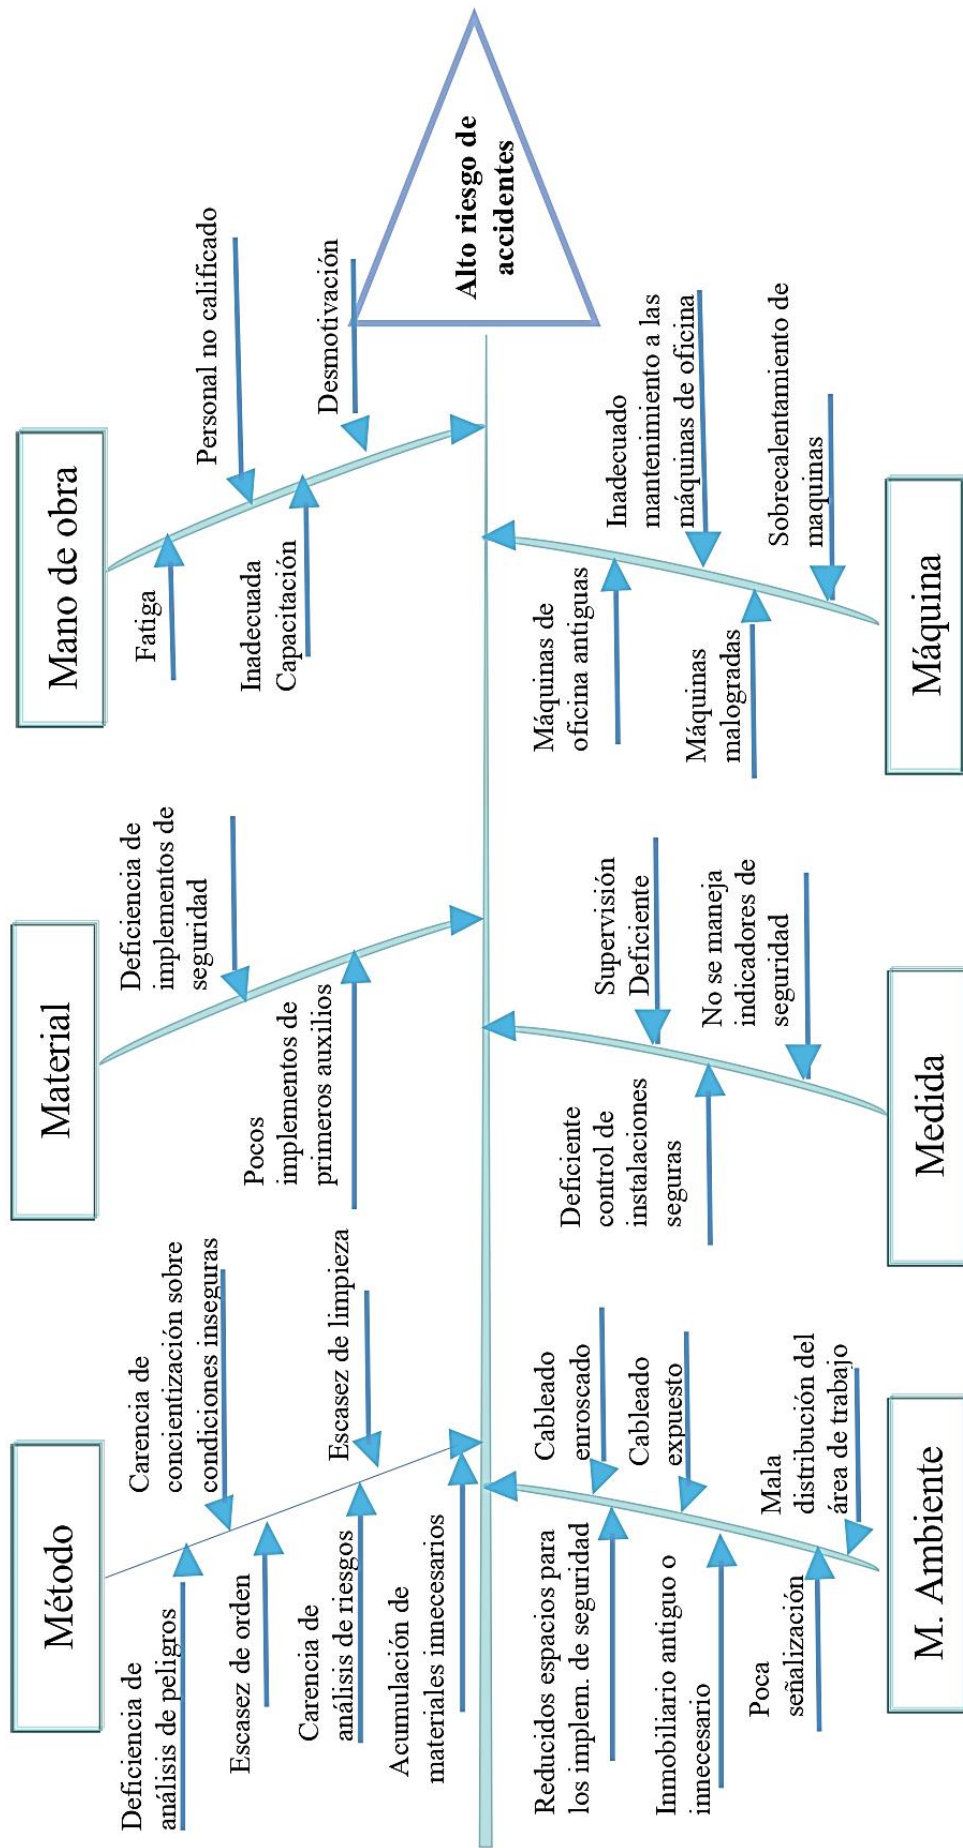 Método
Deficiencia de
análisis de peligros
Carencia de
concientización sobre
condiciones inseguras
Escasez de orden
Carencia de
análisis de riesgos
Escasez de limpieza
Acumulación de
materiales innecesarios
Material
Deficiencia de
implementos de
seguridad
Pocos
implementos de
primeros auxilios
Mano de obra
Fatiga
Personal no calificado
Inadecuada
Capacitación
Desmotivación
Alto riesgo de
accidentes
Reducidos espacios para
los implem. de seguridad
Cableado
enroscado
Cableado
expuesto
Inmobiliario antiguo o
innecesario
Mala
distribución del
área de trabajo
Poca
señalización
M. Ambiente
Supervisión
Deficiente
Deficiente
control de
instalaciones
seguras
No se maneja
indicadores de
seguridad
Medida
Máquinas de
oficina antiguas
Inadecuado
mantenimiento a las
máquinas de oficina
Máquinas
malogradas
Sobrecalentamiento de
maquinas
Máquina